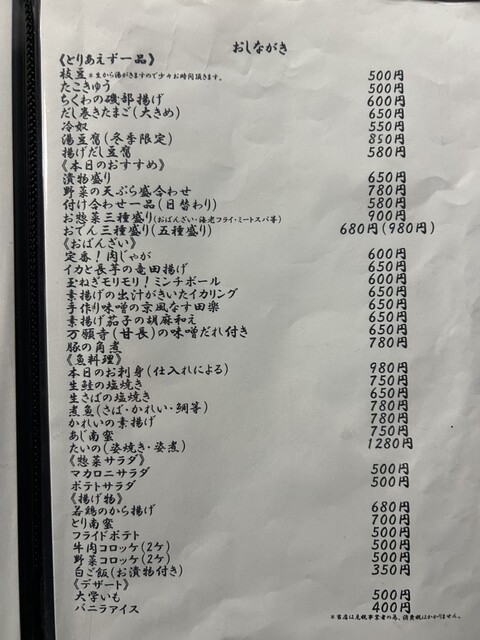 おしながき
《とりあえず一品》
枝豆※生から湯がきますので少々お時間頂きます。 500円
たこきゅう 500円
ちくわの磯部揚げ 600円
だし巻きたまご(大きめ) 650円
冷奴 550円
湯豆腐(冬季限定) 850円
揚げだし豆腐 580円
《本日のおすすめ》
漬物盛り 650円
野菜の天ぷら盛合わせ 780円
付け合わせ一品(日替わり) 580円
お惣菜三種盛り(おばんざい・海老フライ・ミートスパ等) 900円
おでん三種盛り(五種盛り) 680円(980円)
《おばんざい》
定番!肉じゃが 600円
イカと長芋の竜田揚げ 600円
玉ねぎモリモリ!ミンチボール 650円
素揚げの出汁がきいたイカリング 650円
手作り味噌の京風なす田楽 650円
素揚げ茄子の胡麻和え 650円
万願寺(甘長)の味噌だれ付き 650円
豚の角煮 780円
《魚料理》
本日のお刺身(仕入れによる) 980円
生鮭の塩焼き 750円
生さばの塩焼き 650円
煮魚(さば・かれい・鯛等) 780円
かれいの素揚げ 780円
あじ南蛮 750円
たいの(姿焼き・姿煮) 1280円
《惣菜サラダ》
マカロニサラダ 500円
ポテトサラダ 500円
《揚げ物》
若鶏のから揚げ 680円
とり南蛮 700円
フライドポテト 500円
牛肉コロッケ(2ケ) 500円
野菜コロッケ(2ケ) 500円
白ご飯(お漬物付き) 350円
《デザート》
大学いも 500円
バニラアイス 400円
※当店は免税事業者の為、消費税はかかりません。